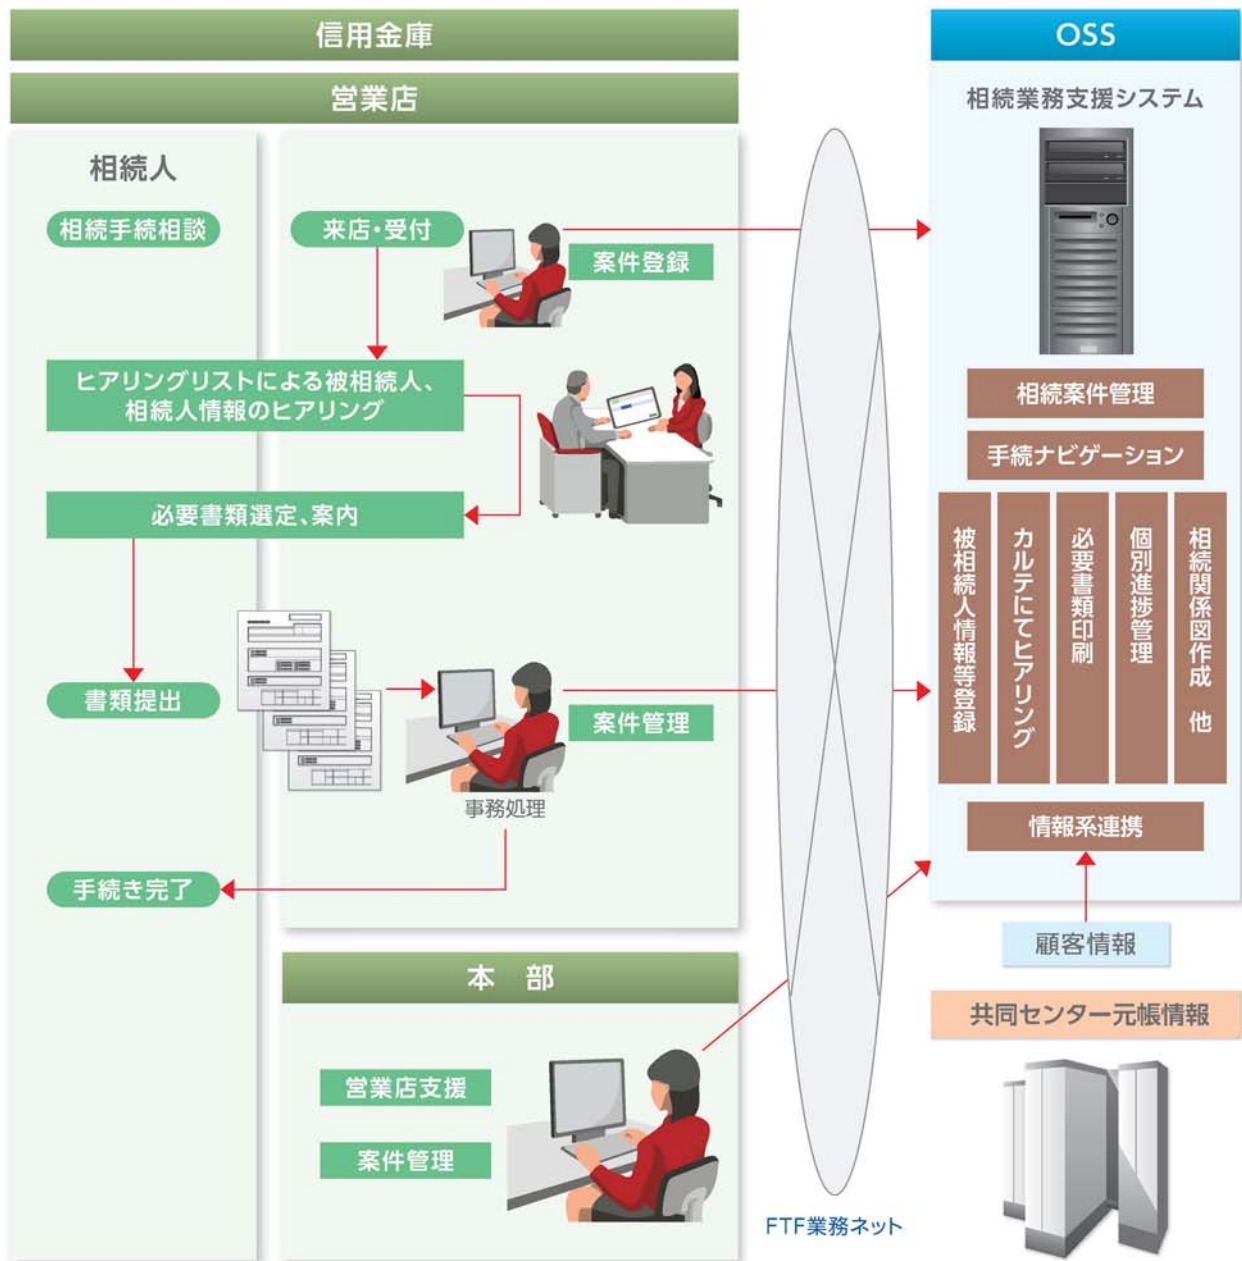 信用金庫
営業店
相続人
相続手続相談
来店・受付
案件登録
ヒアリングリストによる被相続人、
相続人情報のヒアリング
必要書類選定、案内
書類提出
案件管理
事務処理
手続き完了
本 部
営業店支援
案件管理
FTF業務ネット
OSS
相続業務支援システム
相続案件管理
手続ナビゲーション
被相続人情報等登録
カルテにてヒアリング
必要書類印刷
個別進捗管理
相続関係図作成 他
情報系連携
顧客情報
共同センター元帳情報